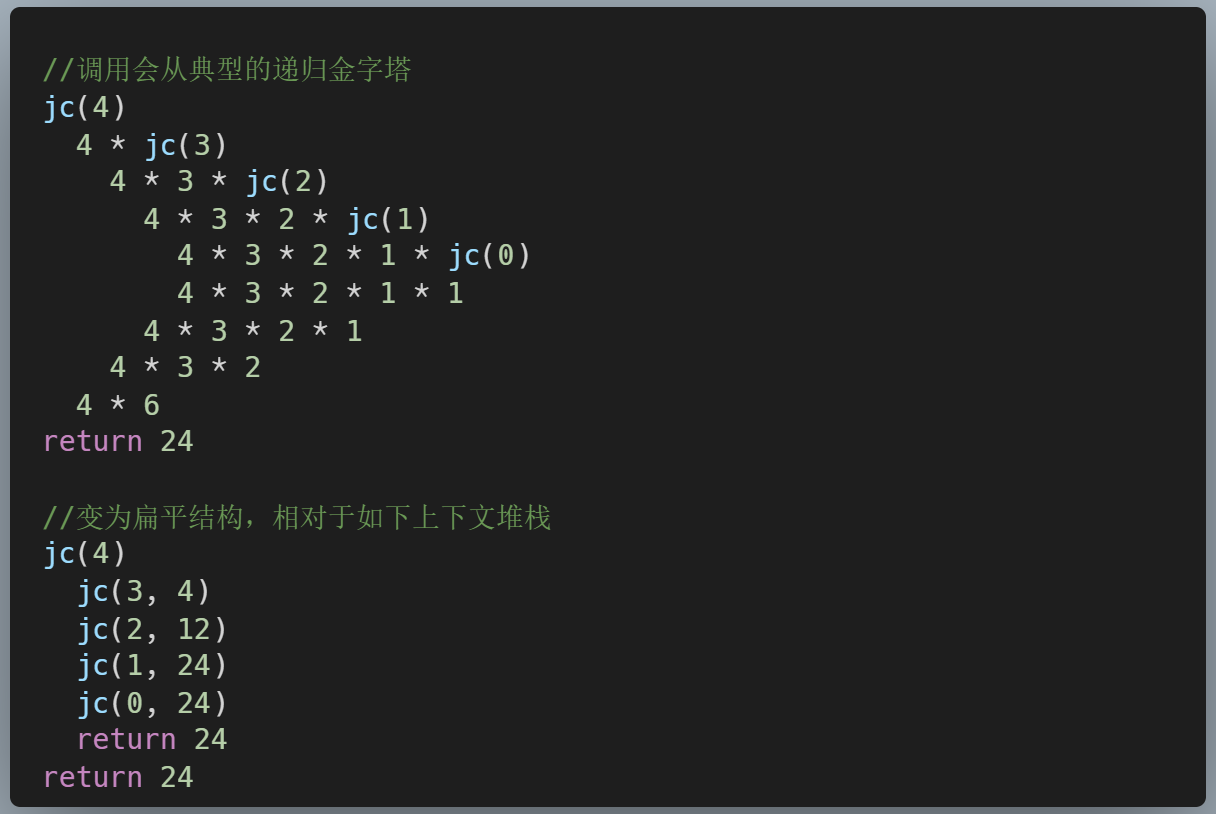 //调用会从典型的递归金字塔
jc(4)
  4 * jc(3)
    4 * 3 * jc(2)
      4 * 3 * 2 * jc(1)
        4 * 3 * 2 * 1 * jc(0)
        4 * 3 * 2 * 1 * 1
      4 * 3 * 2 * 1
    4 * 3 * 2
  4 * 6
return 24

//变为扁平结构，相对于如下上下文堆栈
jc(4)
  jc(3, 4)
  jc(2, 12)
  jc(1, 24)
  jc(0, 24)
  return 24
return 24